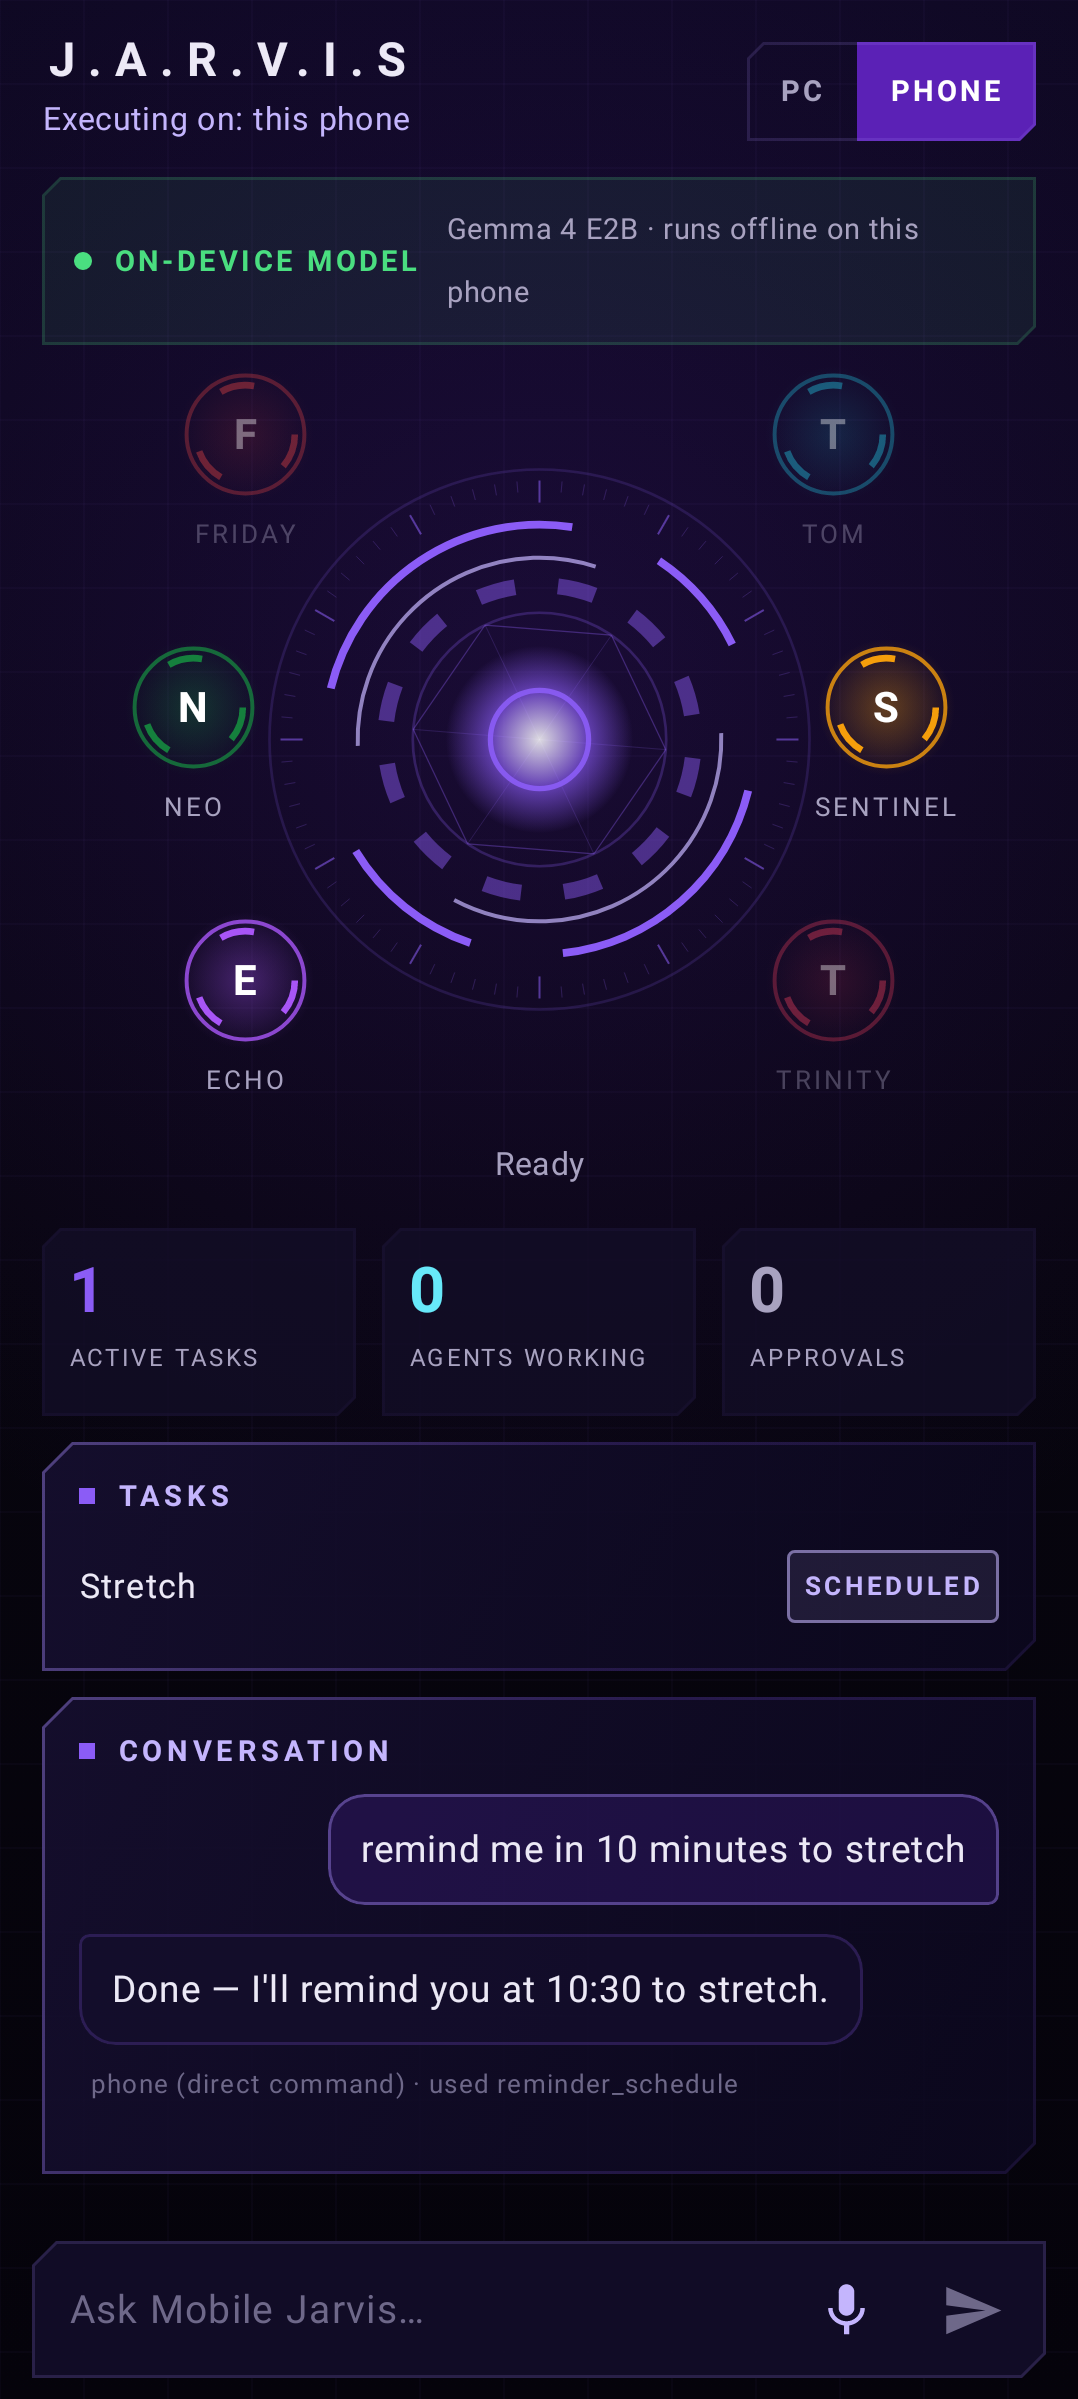 J.A.R.V.I.S
Executing on: this phone
PC
PHONE
ON-DEVICE MODEL
Gemma 4 E2B · runs offline on this
phone
F
FRIDAY
T
TOM
N
NEO
S
SENTINEL
E
ECHO
T
TRINITY
Ready
1
ACTIVE TASKS
0
AGENTS WORKING
0
APPROVALS
TASKS
Stretch
SCHEDULED
CONVERSATION
remind me in 10 minutes to stretch
Done — I'll remind you at 10:30 to stretch.
phone (direct command) · used reminder_schedule
Ask Mobile Jarvis…